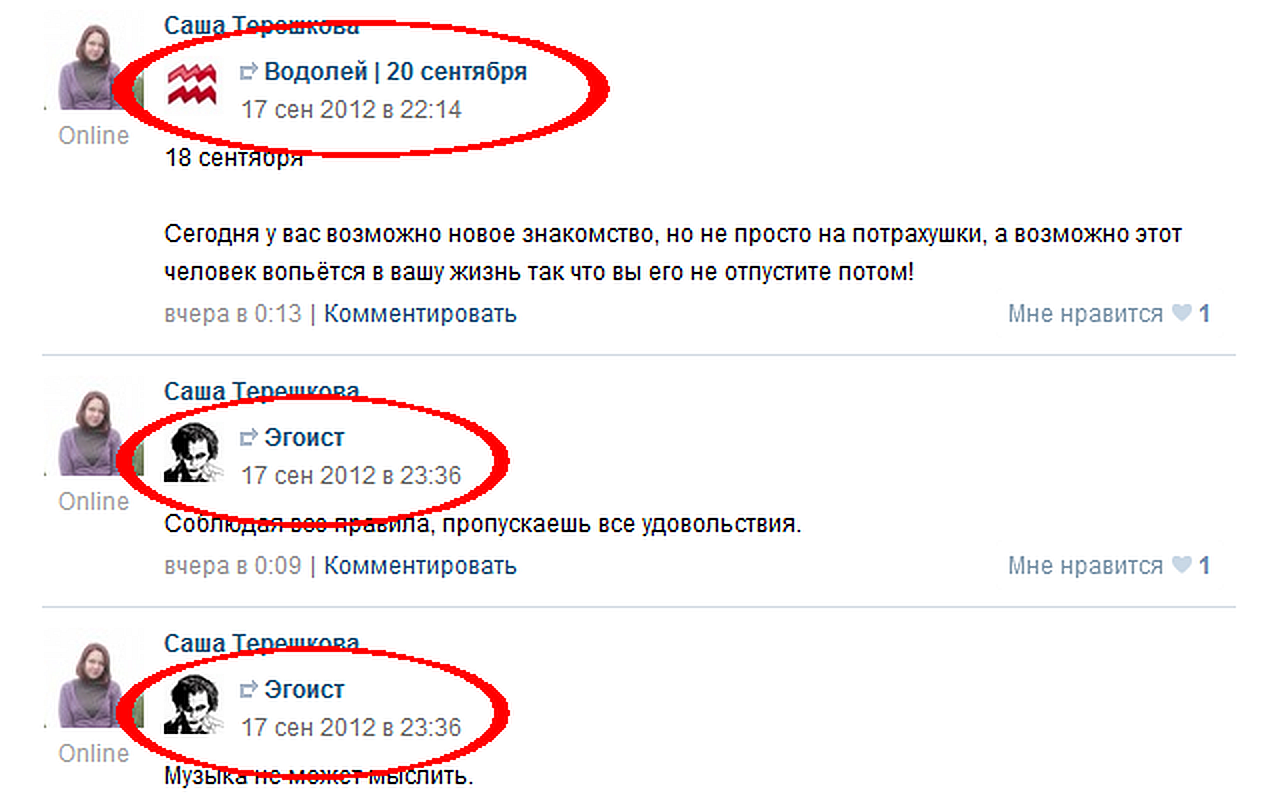 Саша Терешкова
Водолей | 20 сентября
17 сен 2012 в 22:14
Online
18 сентября
Сегодня у вас возможно новое знакомство, но не просто на потрахушки, а возможно этот
человек вопьётся в вашу жизнь так что вы его не отпустите потом!
вчера в 0:13 | Комментировать Мне нравится 1
Саша Терешкова
Эгоист
17 сен 2012 в 23:36
Online
Соблюдая все правила, пропускаешь все удовольствия.
вчера в 0:09 | Комментировать Мне нравится 1
Саша Терешкова
Эгоист
17 сен 2012 в 23:36
Online
Музыка не может мыслить.